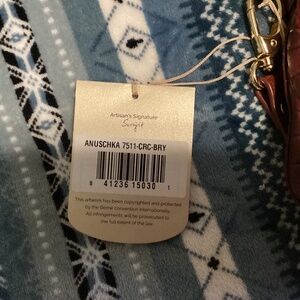 Artisan's Signature
ANUSCHKA 7511-CRC-BRY
8 41236 15030 1
This artwork has been copyrighted and protected
by the Berne convention internationally.
All infringements will be prosecuted to
the full extent of the law.